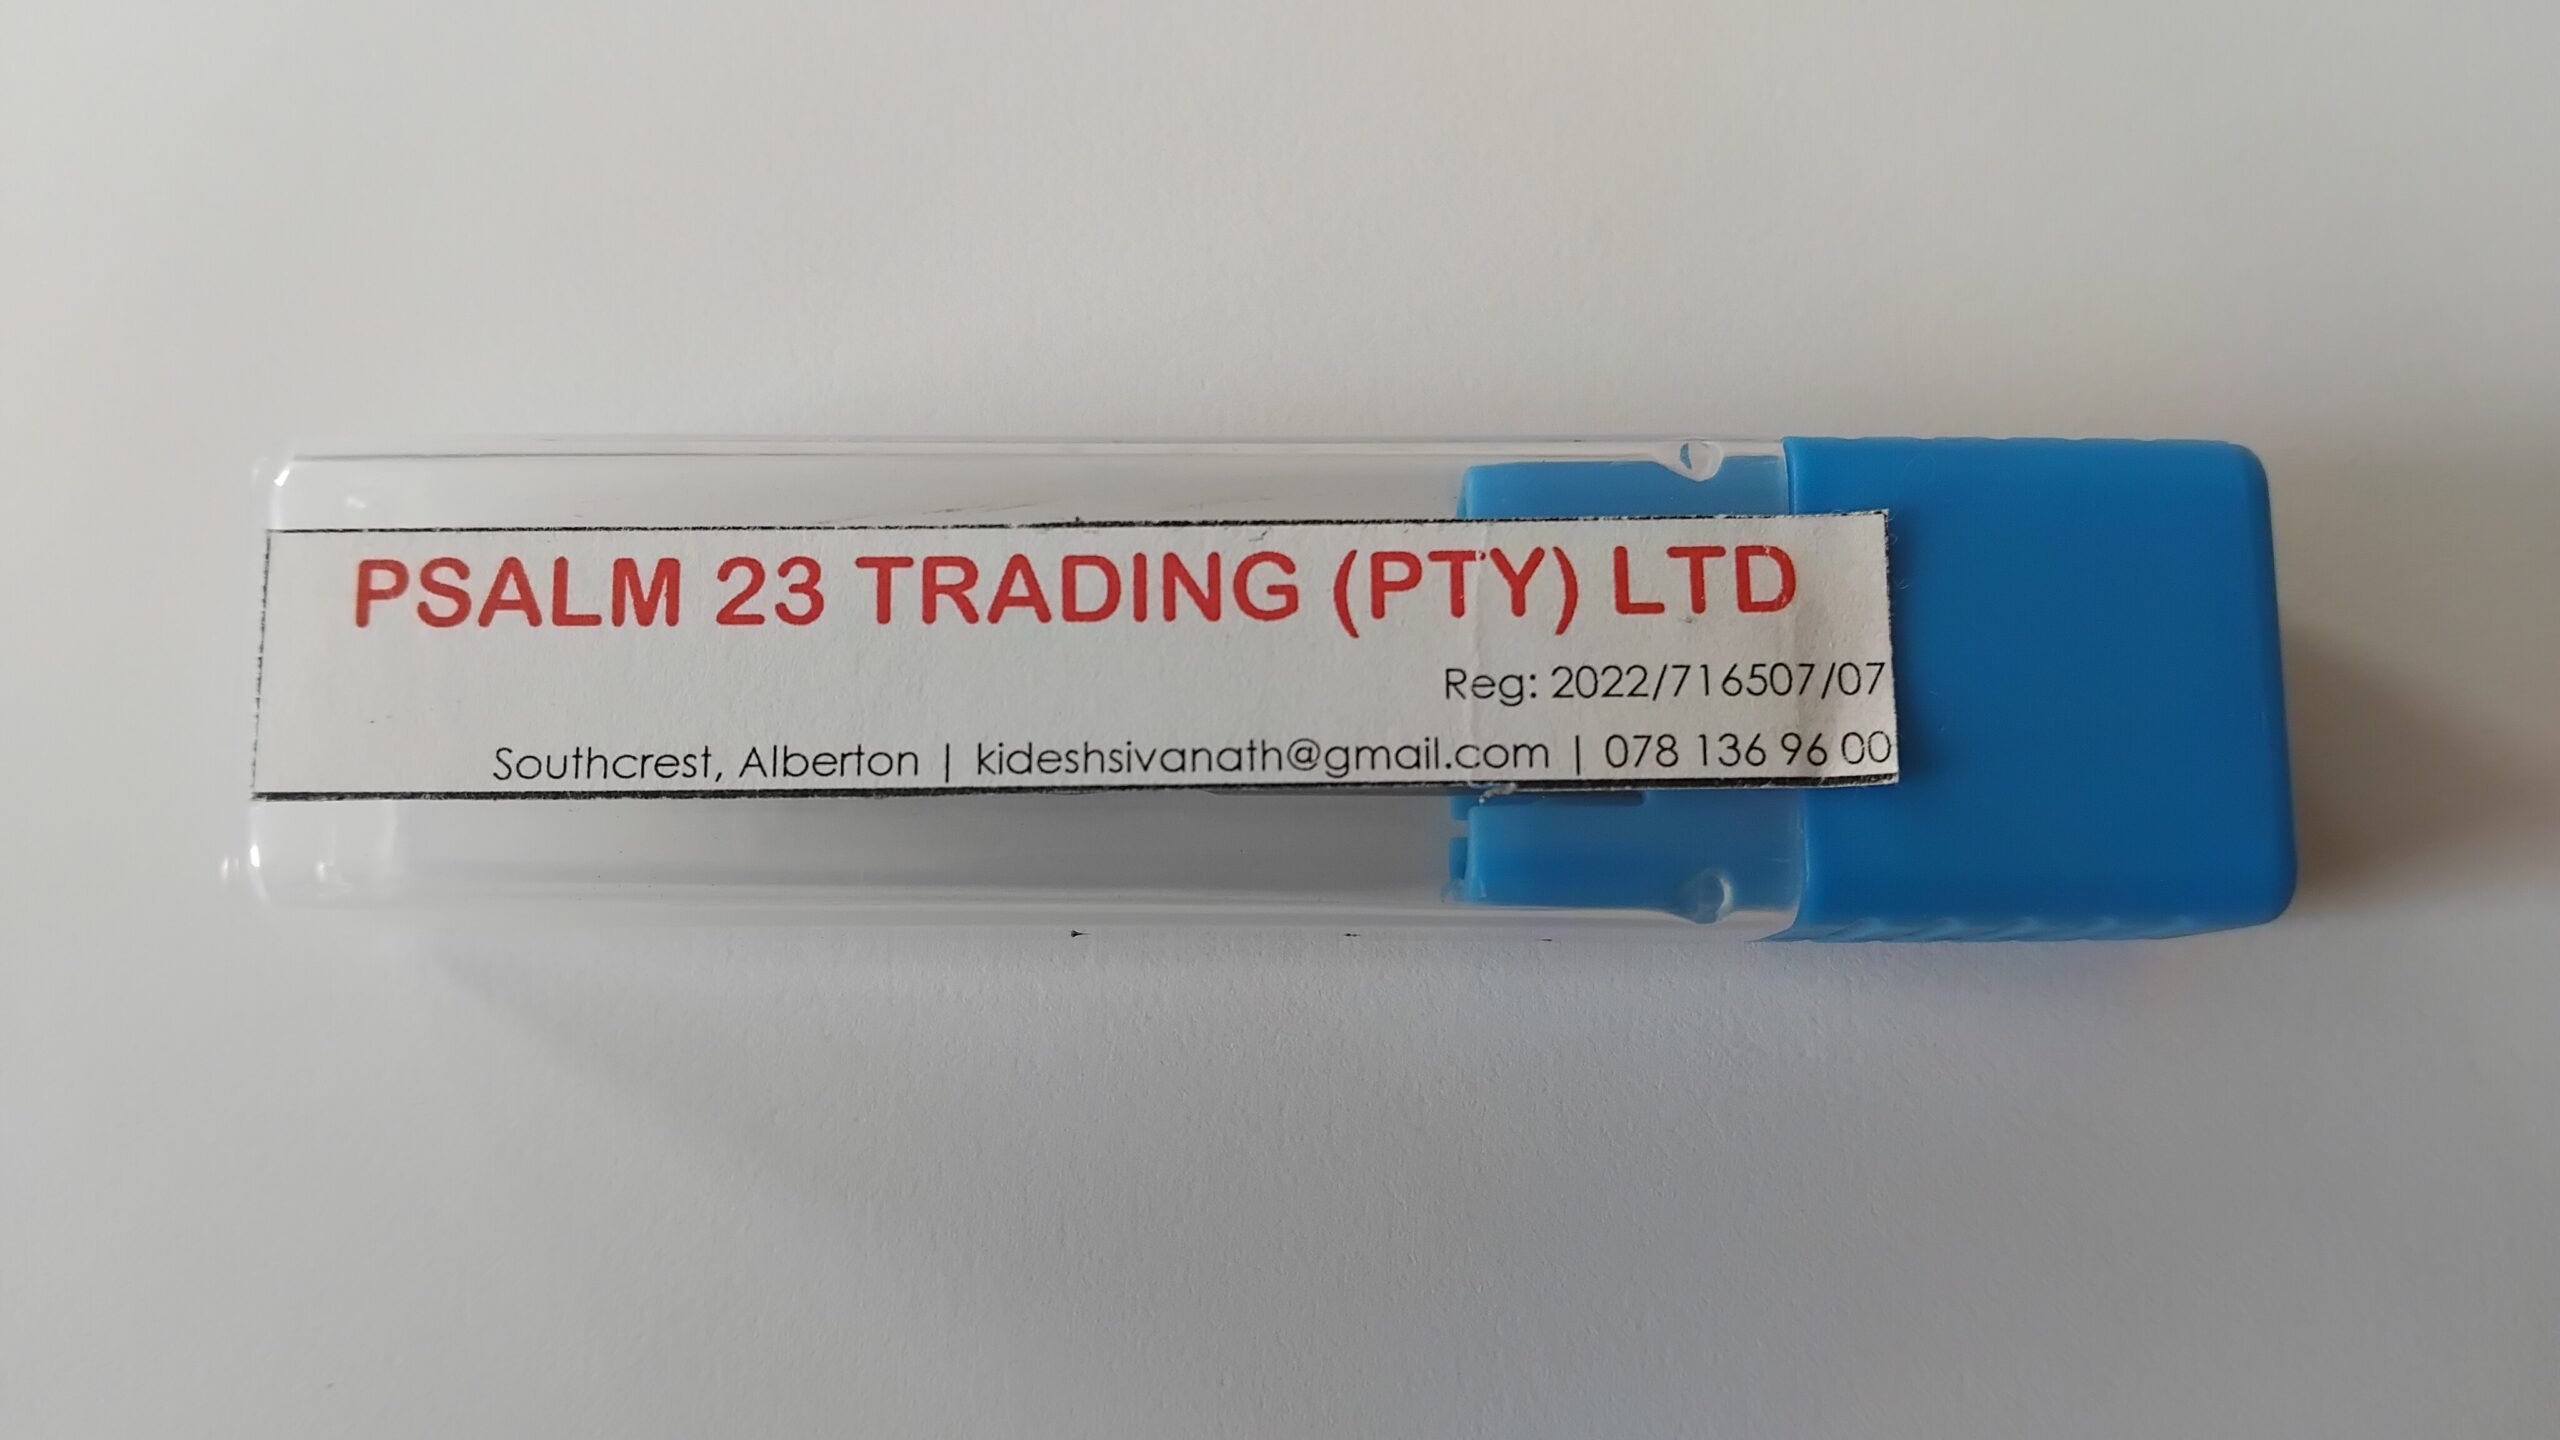 PSALM 23 TRADING (PTY) LTD
Reg: 2022/716507/07
Southcrest, Alberton | kideshsivanath@gmail.com | 078 136 96 00